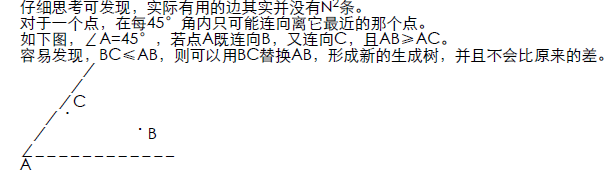 仔细思考可发现，实际有用的边其实并没有N²条。
对于一个点，在每45°角内只可能连向离它最近的那个点。
如下图，∠A=45°，若点A既连向B，又连向C，且AB≥AC。
容易发现，BC≤AB，则可以用BC替换AB，形成新的生成树，并且不会比原来的差。
C
B
A